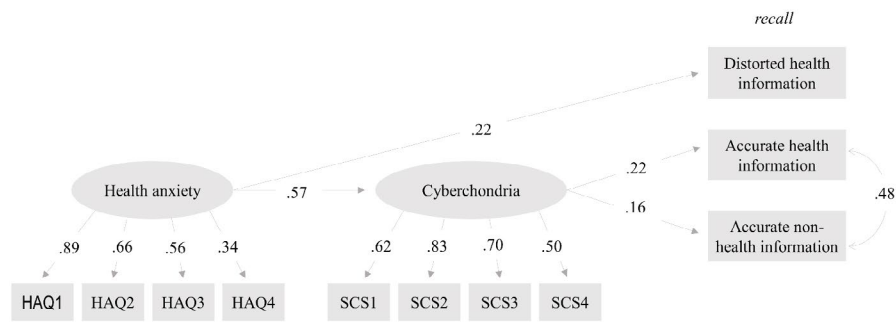 recall
Distorted health
information
.22
Accurate health
information
.22
Health anxiety
.57
Cyberchondria
.48
.16
Accurate non-
health information
.89
.66
.56
.34
.62
.83
.70
.50
HAQ1
HAQ2
HAQ3
HAQ4
SCS1
SCS2
SCS3
SCS4